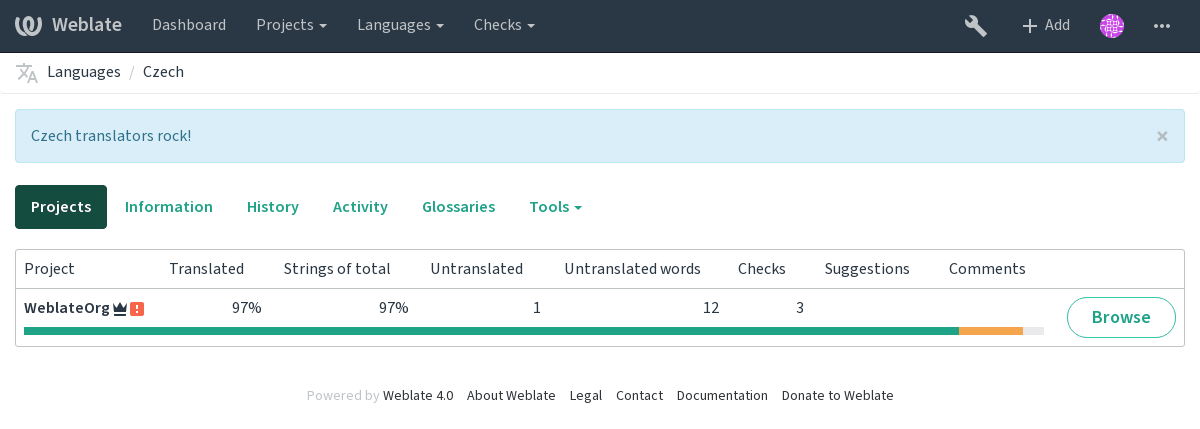 Weblate Dashboard Projects Languages Checks Add
Languages / Czech
Czech translators rock! ×
Projects Information History Activity Glossaries Tools
Project Translated Strings of total Untranslated Untranslated words Checks Suggestions Comments
WeblateOrg 97% 97% 1 12 3
Browse
Powered by Weblate 4.0 About Weblate Legal Contact Documentation Donate to Weblate